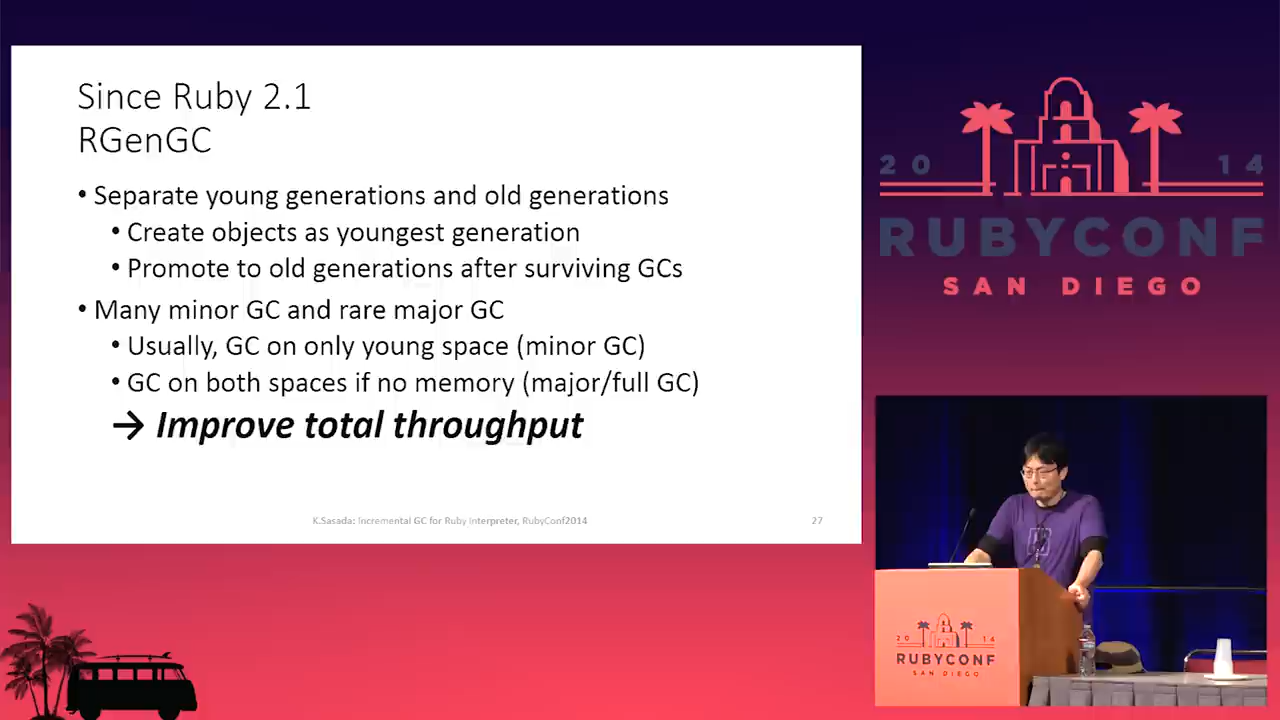 Since Ruby 2.1
RGenGC
• Separate young generations and old generations
• Create objects as youngest generation
• Promote to old generations after surviving GCs
• Many minor GC and rare major GC
• Usually, GC on only young space (minor GC)
• GC on both spaces if no memory (major/full GC)
→ Improve total throughput
K.Sasada: Incremental GC for Ruby interpreter, RubyConf2014
27
20 14
RUBYCONF
SAN DIEGO
20 14
RUBYCONF
SAN DIEGO